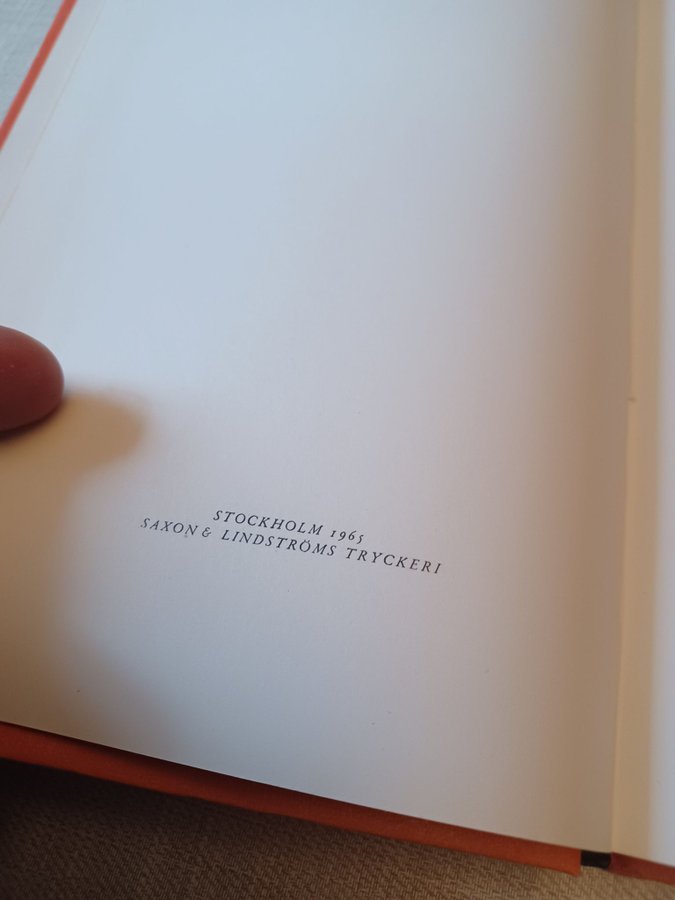 STOCKHOLM 1965
SAXON & LINDSTRÖMS TRYCKERI